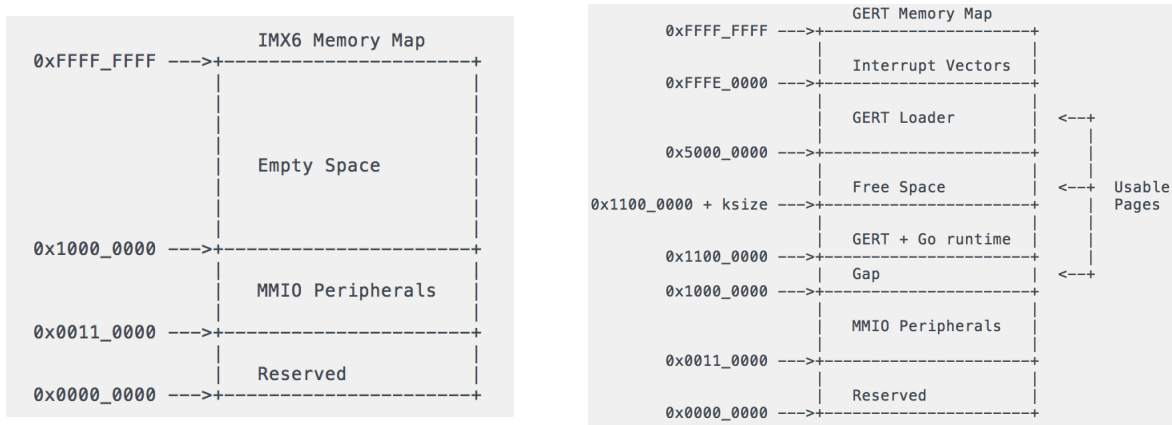 IMX6 Memory Map
0xFFFF_FFFF --->+-----------------------+
|                       |
|                       |
|                       |
|                       |
|   Empty Space         |
|                       |
|                       |
|                       |
0x1000_0000 --->+-----------------------+
|                       |
|   MMIO Peripherals    |
|                       |
0x0011_0000 --->+-----------------------+
|                       |
|   Reserved            |
0x0000_0000 --->+-----------------------+
GERT Memory Map
0xFFFF_FFFF --->+-----------------------+
|                       |
|   Interrupt Vectors   |
0xFFFE_0000 --->+-----------------------+
|                       |
|   GERT Loader         |  <--+
|                       |     |
0x5000_0000 --->+-----------------------+     |
|                       |     |
|   Free Space          |  <--+  Usable
0x1100_0000 + ksize --->+-----------------------+     |  Pages
|                       |     |
|   GERT + Go runtime   |     |
0x1100_0000 --->+-----------------------+     |
|   Gap                 |  <--+
0x1000_0000 --->+-----------------------+
|                       |
|   MMIO Peripherals    |
|                       |
0x0011_0000 --->+-----------------------+
|                       |
|   Reserved            |
0x0000_0000 --->+-----------------------+